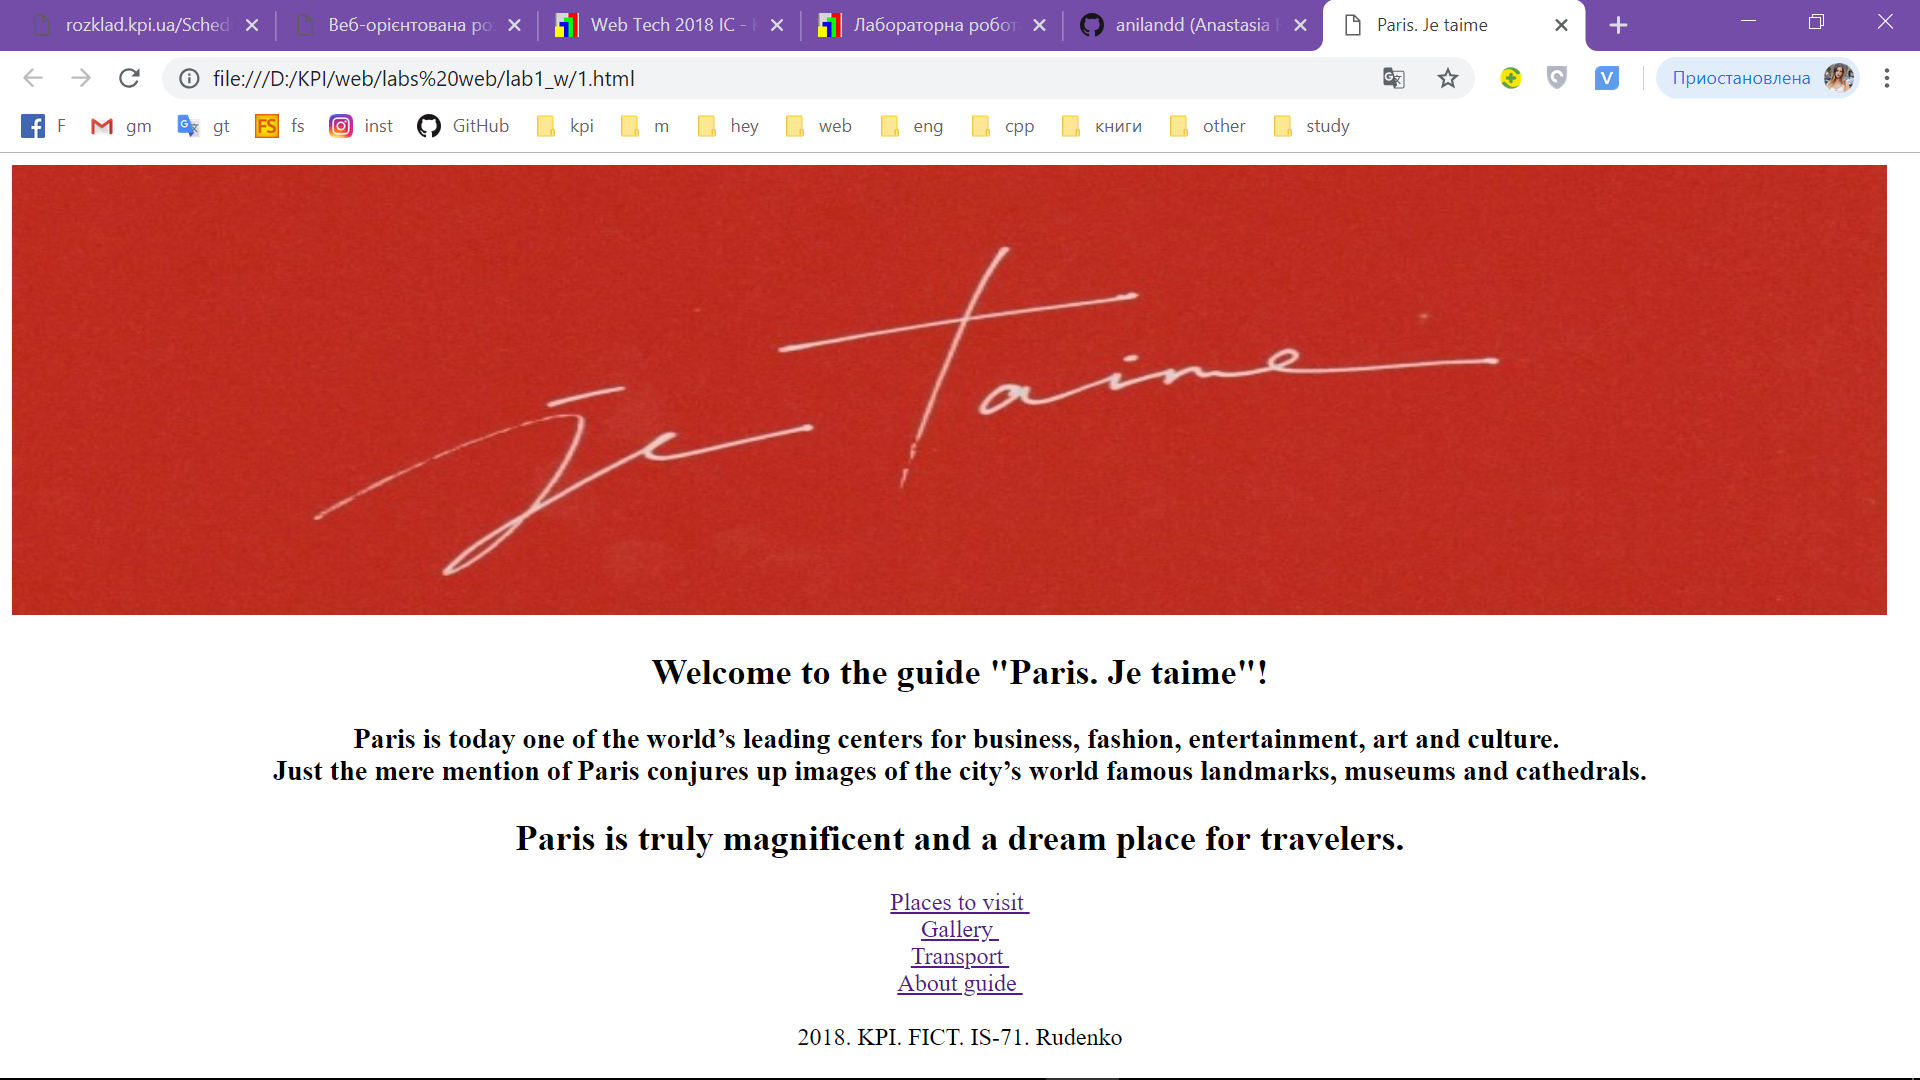 rozklad.kpi.ua/Sched
Веб-орієнтована ро
Web Tech 2018 IC -
Лабораторна робот
anilandd (Anastasia
Paris. Je taime
file:///D:/KPI/web/labs%20web/lab1_w/1.html
Приостановлена
F gm gt fs inst GitHub kpi m hey web eng cpp книги other study
je taime
Welcome to the guide "Paris. Je taime"!
Paris is today one of the world’s leading centers for business, fashion, entertainment, art and culture.
Just the mere mention of Paris conjures up images of the city’s world famous landmarks, museums and cathedrals.
Paris is truly magnificent and a dream place for travelers.
Places to visit
Gallery
Transport
About guide
2018. KPI. FICT. IS-71. Rudenko